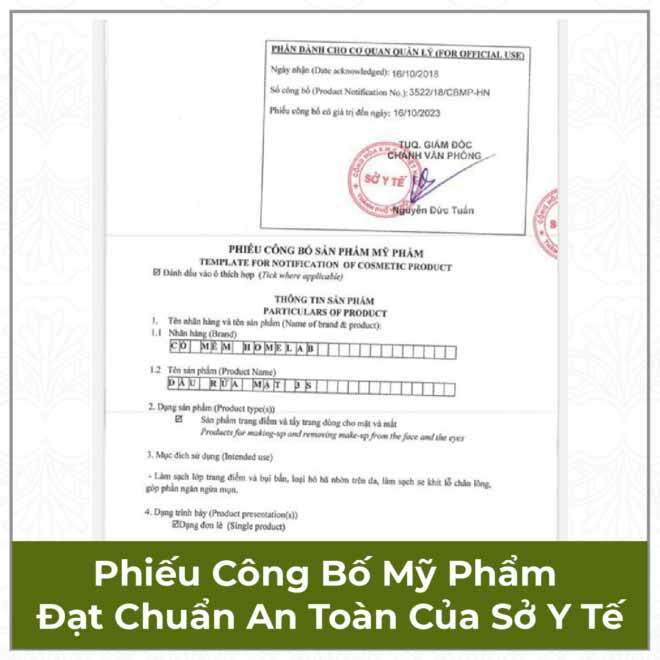 PHẦN DÀNH CHO CƠ QUAN QUẢN LÝ (FOR OFFICIAL USE)
Ngày nhận (Date acknowledged): 16/10/2018
Số công bố (Product Notification No.): 3522/18/CBMP-HN
Phiếu công bố có giá trị đến ngày: 16/10/2023
TUQ. GIÁM ĐỐC
CHÁNH VĂN PHÒNG
SỞ Y TẾ
Nguyễn Đức Tuấn
PHIẾU CÔNG BỐ SẢN PHẨM MỸ PHẨM
TEMPLATE FOR NOTIFICATION OF COSMETIC PRODUCT
☑ Đánh dấu vào ô thích hợp (Tick where applicable)
THÔNG TIN SẢN PHẨM
PARTICULARS OF PRODUCT
1. Tên nhãn hàng và tên sản phẩm (Name of brand & product):
1.1 Nhãn hàng (Brand)
CỎ MỀM HOMELAB
1.2 Tên sản phẩm (Product Name)
DẦU RỬA MẶT JS
2. Dạng sản phẩm (Product type(s))
☑ Sản phẩm trang điểm và tẩy trang dùng cho mặt và mắt
Products for making-up and removing make-up from the face and the eyes
3. Mục đích sử dụng (Intended use)
- Làm sạch lớp trang điểm và bụi bẩn, loại bỏ bã nhờn trên da, làm sạch se khít lỗ chân lông,
góp phần ngăn ngừa mụn.
4. Dạng trình bày (Product presentation(s))
☑Dạng đơn lẻ (Single product)
Phiếu Công Bố Mỹ Phẩm
Đạt Chuẩn An Toàn Của Sở Y Tế